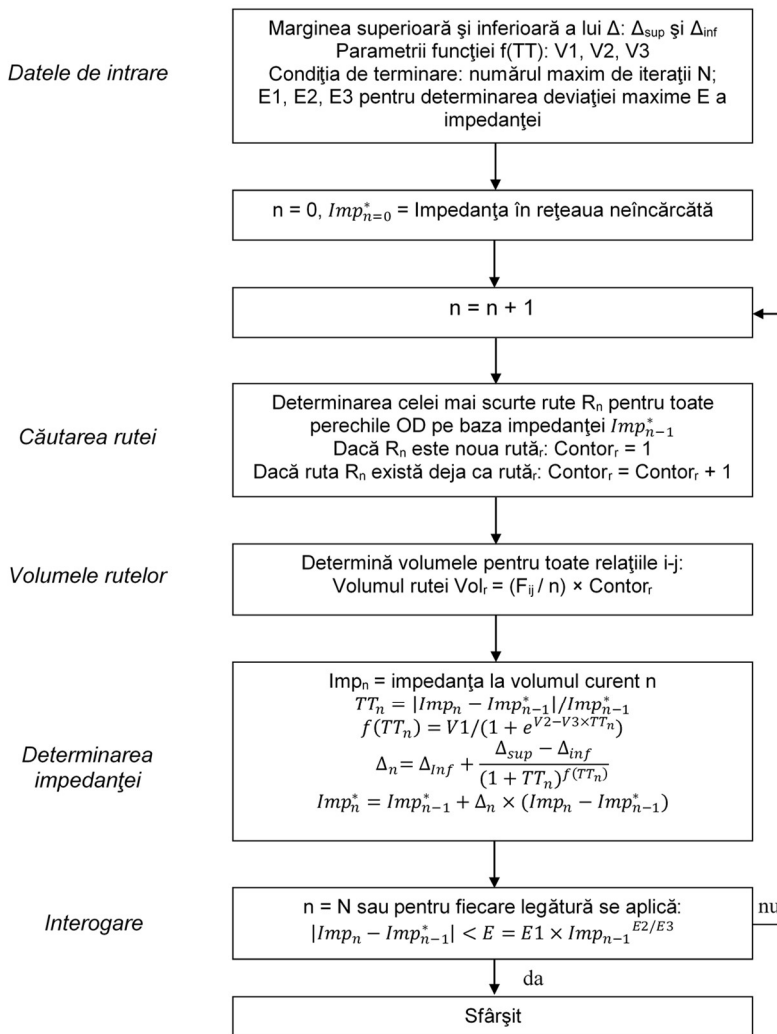 Datele de intrare
Marginea superioară şi inferioară a lui Δ: Δsup şi Δinf
Parametrii funcţiei f(TT): V1, V2, V3
Condiţia de terminare: numărul maxim de iteraţii N;
E1, E2, E3 pentru determinarea deviaţiei maxime E a
impedanţei
n = 0, Imp*n=0 = Impedanţa în reţeaua neîncărcată
n = n + 1
Căutarea rutei
Determinarea celei mai scurte rute Rn pentru toate
perechile OD pe baza impedanţei Imp*n−1
Dacă Rn este noua rutăr: Contorr = 1
Dacă ruta Rn există deja ca rutăr: Contorr = Contorr + 1
Volumele rutelor
Determină volumele pentru toate relaţiile i-j:
Volumul rutei Volr = (Fij / n) × Contorr
Determinarea
impedanţei
Impn = impedanţa la volumul curent n
TTn = |Impn − Imp*n−1|/Imp*n−1
f(TTn) = V1/(1 + e^(V2−V3×TTn))
Δn = ΔInf + (Δsup − Δinf)/(1 + TTn)^f(TTn)
Imp*n = Imp*n−1 + Δn × (Impn − Imp*n−1)
Interogare
n = N sau pentru fiecare legătură se aplică:
|Impn − Imp*n−1| < E = E1 × Impn−1^E2/E3
nu
da
Sfârşit